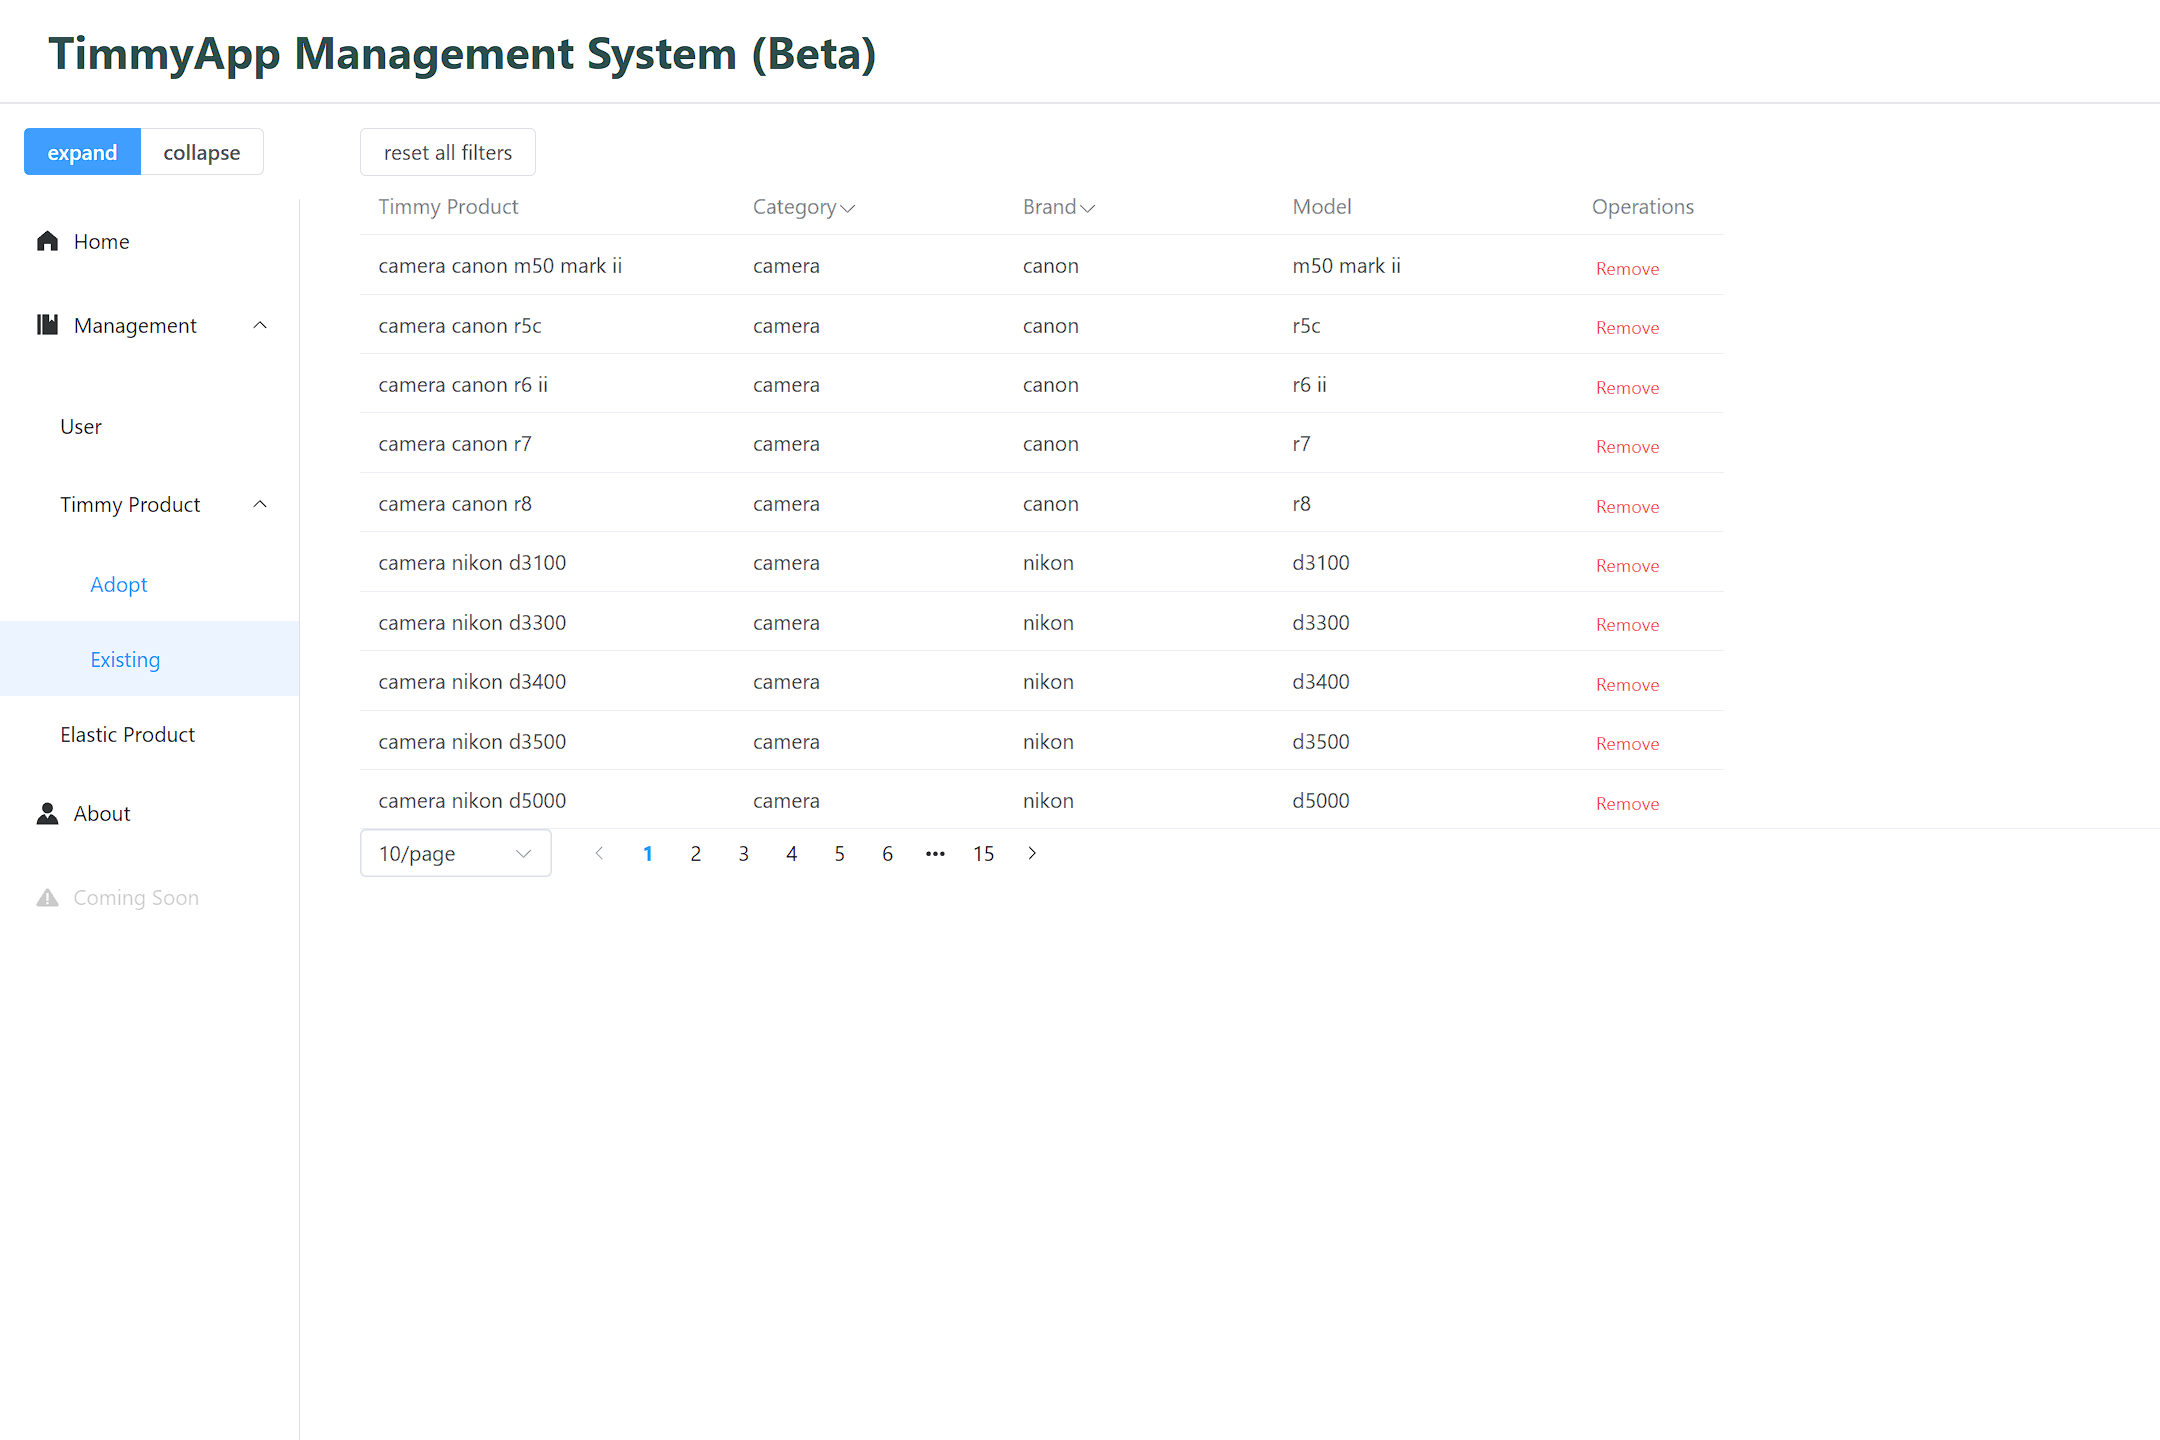 TimmyApp Management System (Beta)
expand collapse
reset all filters
Home
Management
User
Timmy Product
Adopt
Existing
Elastic Product
About
Coming Soon
Timmy Product Category Brand Model Operations
camera canon m50 mark ii camera canon m50 mark ii Remove
camera canon r5c camera canon r5c Remove
camera canon r6 ii camera canon r6 ii Remove
camera canon r7 camera canon r7 Remove
camera canon r8 camera canon r8 Remove
camera nikon d3100 camera nikon d3100 Remove
camera nikon d3300 camera nikon d3300 Remove
camera nikon d3400 camera nikon d3400 Remove
camera nikon d3500 camera nikon d3500 Remove
camera nikon d5000 camera nikon d5000 Remove
10/page 1 2 3 4 5 6 ••• 15